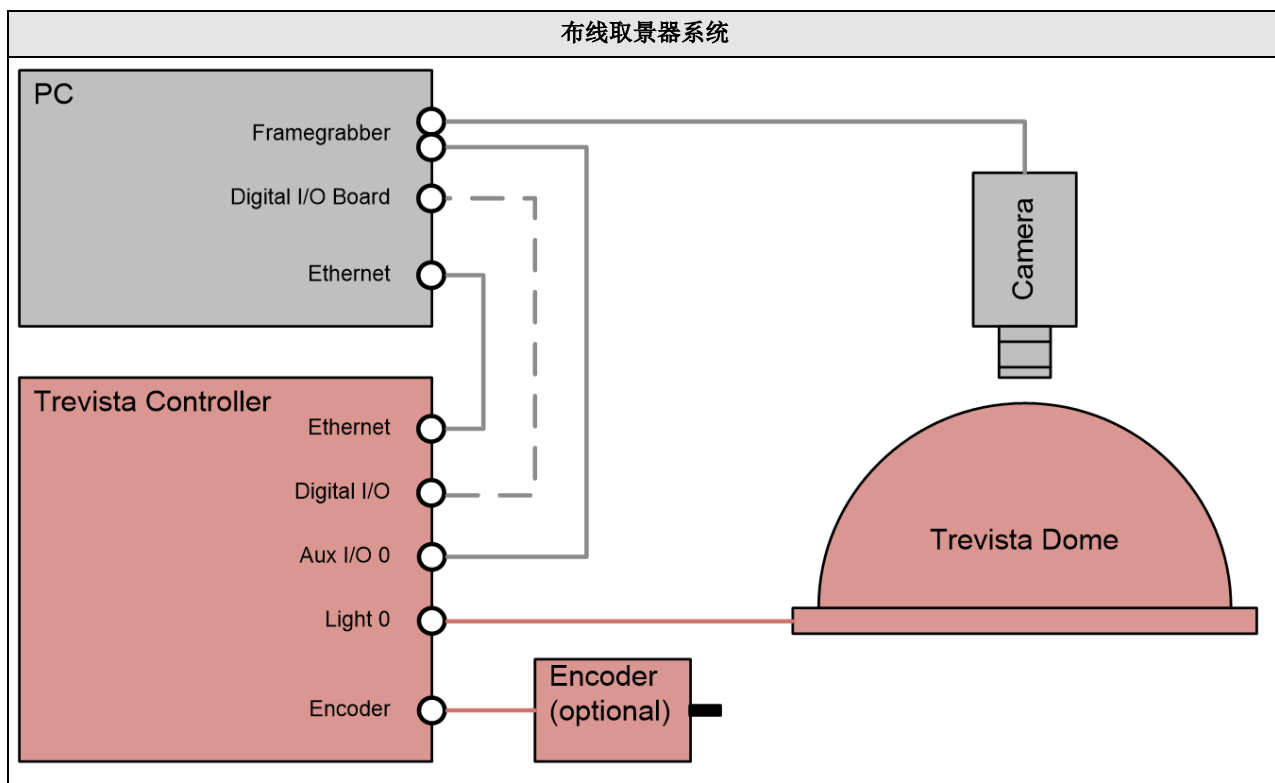 布线取景器系统
PC
Framegrabber
Digital I/O Board
Ethernet
Camera
Trevista Controller
Ethernet
Digital I/O
Aux I/O 0
Light 0
Encoder
Encoder
(optional)
Trevista Dome